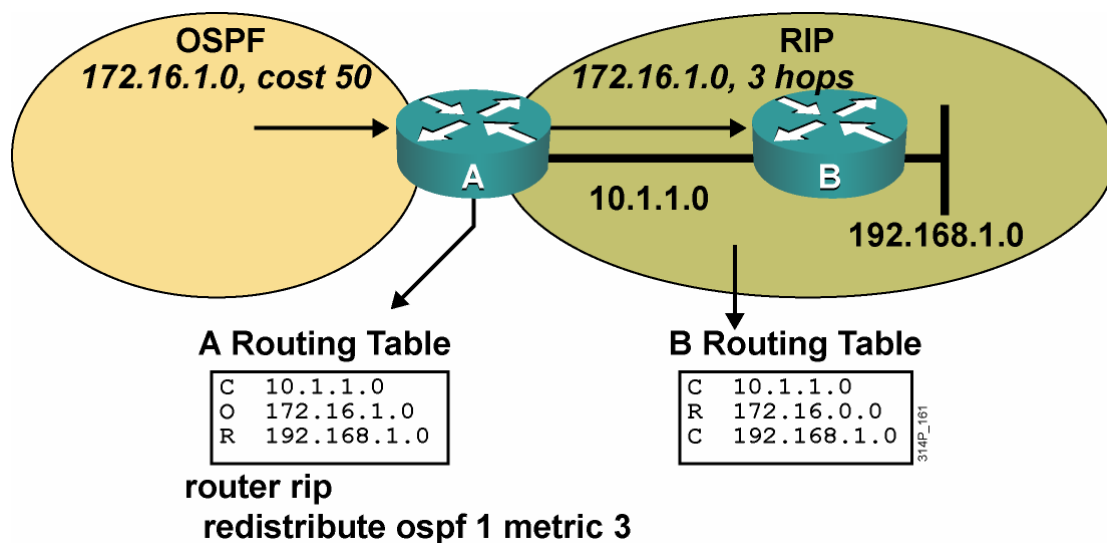 OSPF
172.16.1.0, cost 50
RIP
172.16.1.0, 3 hops
A
B
10.1.1.0
192.168.1.0
A Routing Table
C 10.1.1.0
O 172.16.1.0
R 192.168.1.0
router rip
redistribute ospf 1 metric 3
B Routing Table
C 10.1.1.0
R 172.16.0.0
C 192.168.1.0
314P_161